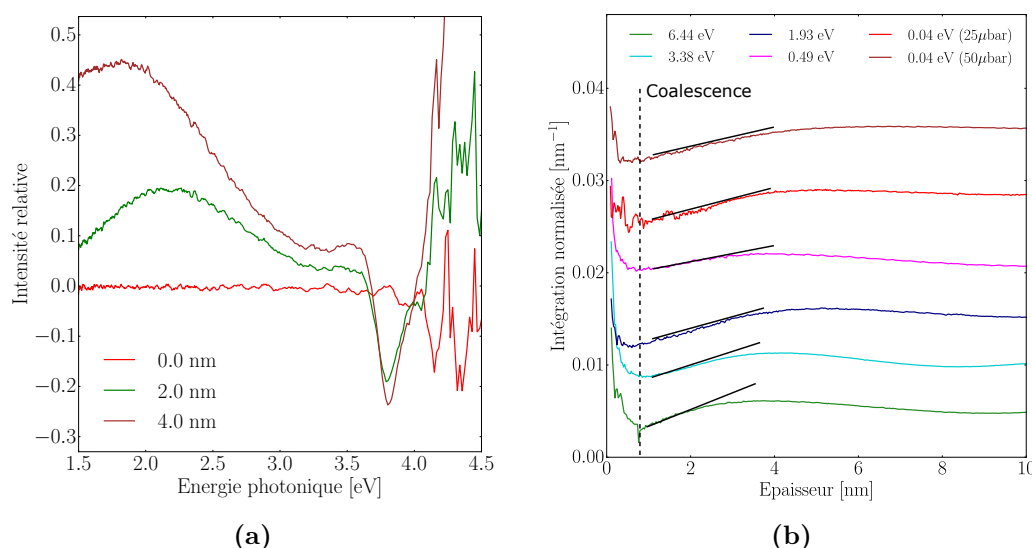 0.5
0.4
0.3
0.2
0.1
0.0
−0.1
−0.2
−0.3
Intensité relative
0.0 nm
2.0 nm
4.0 nm
1.5 2.0 2.5 3.0 3.5 4.0 4.5
Energie photonique [eV]
(a)
6.44 eV 1.93 eV 0.04 eV (25μbar)
3.38 eV 0.49 eV 0.04 eV (50μbar)
Coalescence
0.04
0.03
0.02
0.01
0.00
Intégration normalisée [nm⁻¹]
0 2 4 6 8 10
Epaisseur [nm]
(b)